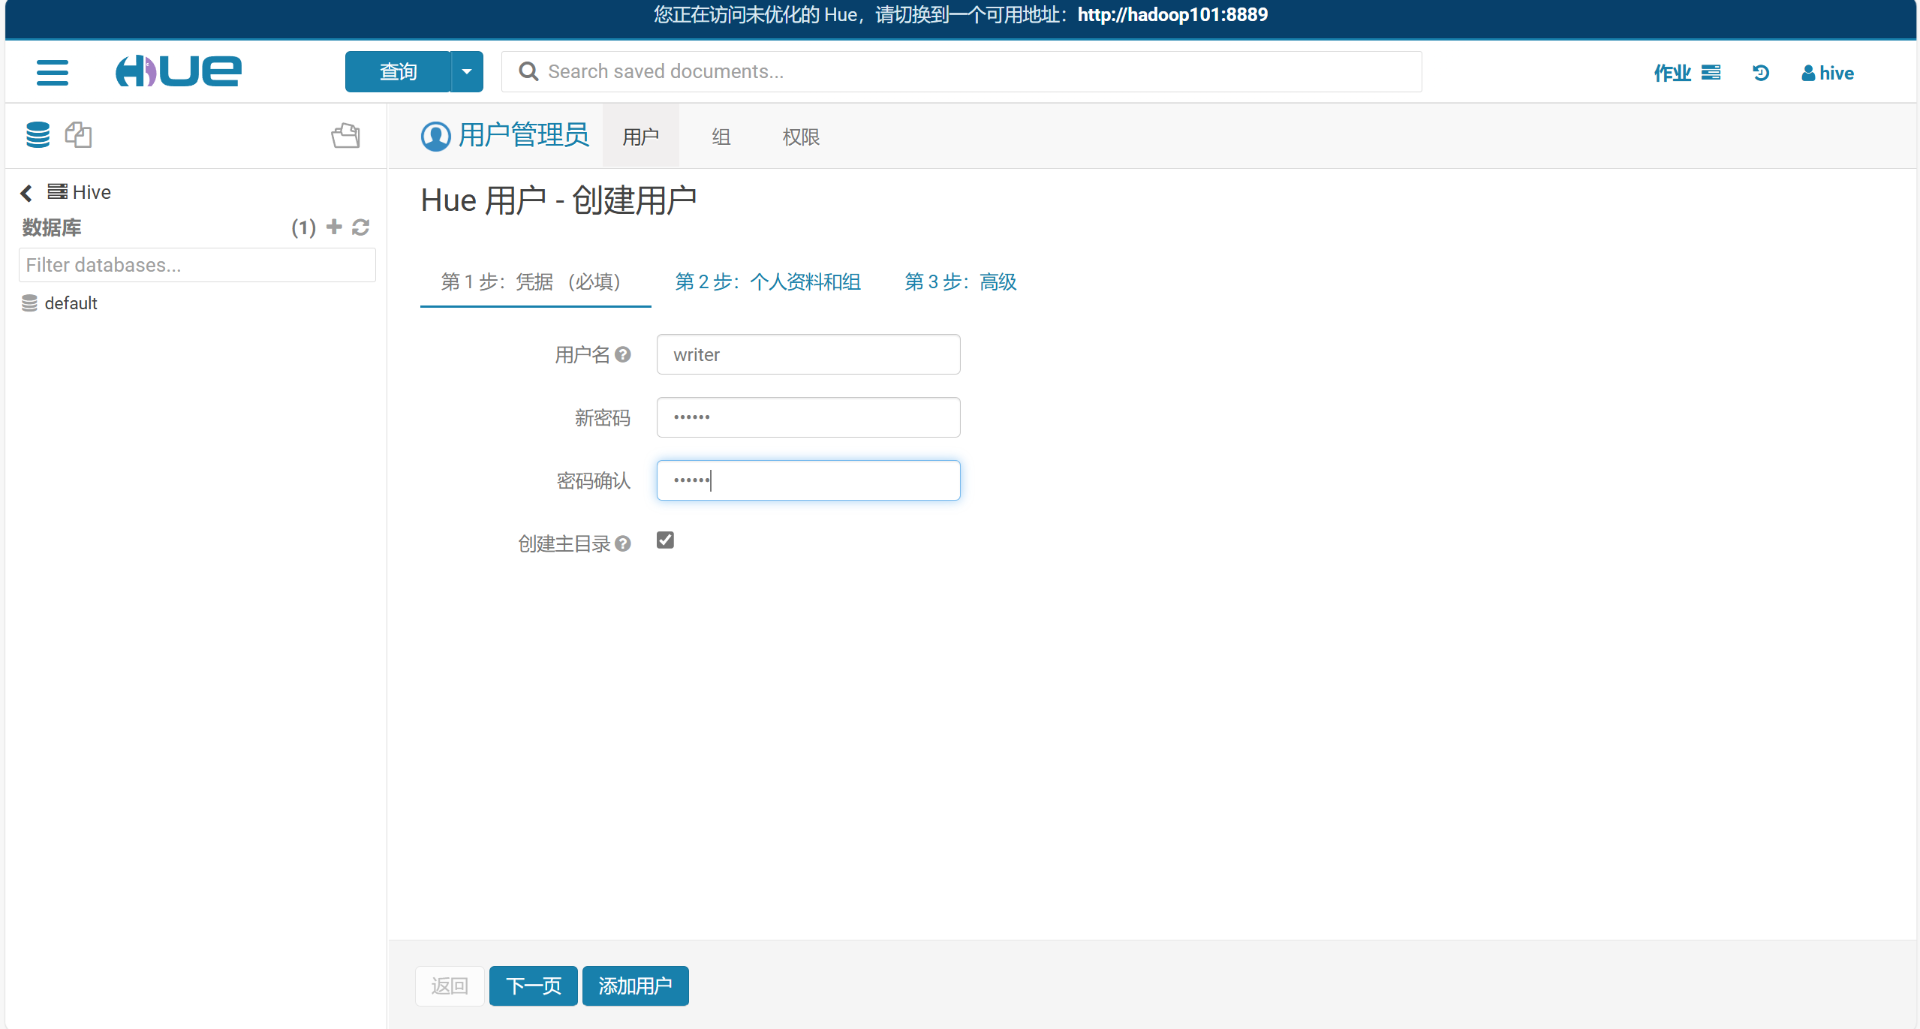 您正在访问未优化的 Hue，请切换到一个可用地址：http://hadoop101:8889
HUE
查询
Search saved documents...
作业
hive
用户管理员
用户
组
权限
Hive
数据库
(1)
Filter databases...
default
Hue 用户 - 创建用户
第 1 步：凭据 （必填）
第 2 步：个人资料和组
第 3 步：高级
用户名
writer
新密码
••••••
密码确认
••••••
创建主目录
返回
下一页
添加用户